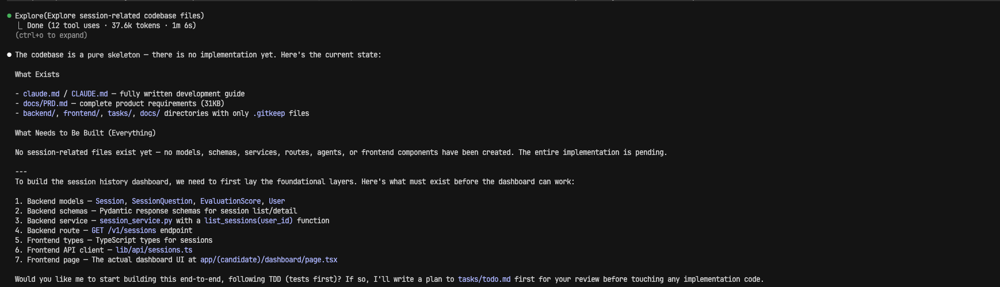 Explore(Explore session-related codebase files)
Done (12 tool uses · 37.6k tokens · 1m 6s)
(ctrl+o to expand)
The codebase is a pure skeleton — there is no implementation yet. Here's the current state:
What Exists
- claude.md / CLAUDE.md — fully written development guide
- docs/PRD.md — complete product requirements (31KB)
- backend/, frontend/, tasks/, docs/ directories with only .gitkeep files
What Needs to Be Built (Everything)
No session-related files exist yet — no models, schemas, services, routes, agents, or frontend components have been created. The entire implementation is pending.
---
To build the session history dashboard, we need to first lay the foundational layers. Here's what must exist before the dashboard can work:
1. Backend models — Session, SessionQuestion, EvaluationScore, User
2. Backend schemas — Pydantic response schemas for session list/detail
3. Backend service — session_service.py with a list_sessions(user_id) function
4. Backend route — GET /v1/sessions endpoint
5. Frontend types — TypeScript types for sessions
6. Frontend API client — lib/api/sessions.ts
7. Frontend page — The actual dashboard UI at app/(candidate)/dashboard/page.tsx
Would you like me to start building this end-to-end, following TDD (tests first)? If so, I'll write a plan to tasks/todo.md first for your review before touching any implementation code.